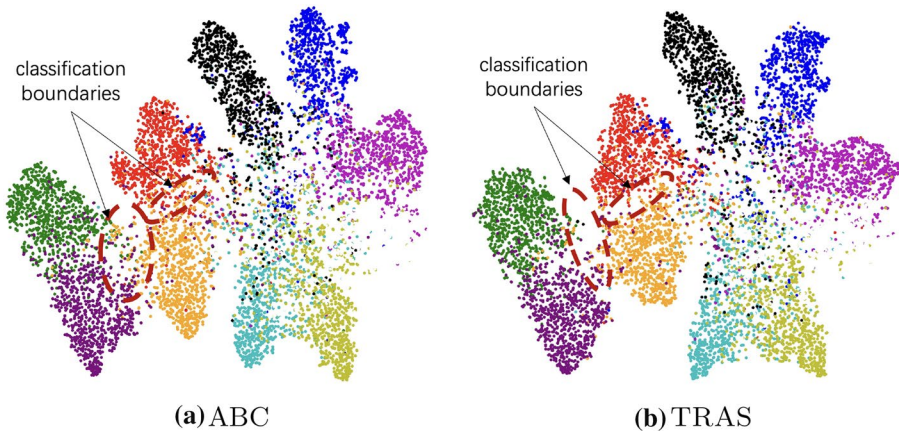 classification
boundaries
classification
boundaries
(a) ABC
(b) TRAS